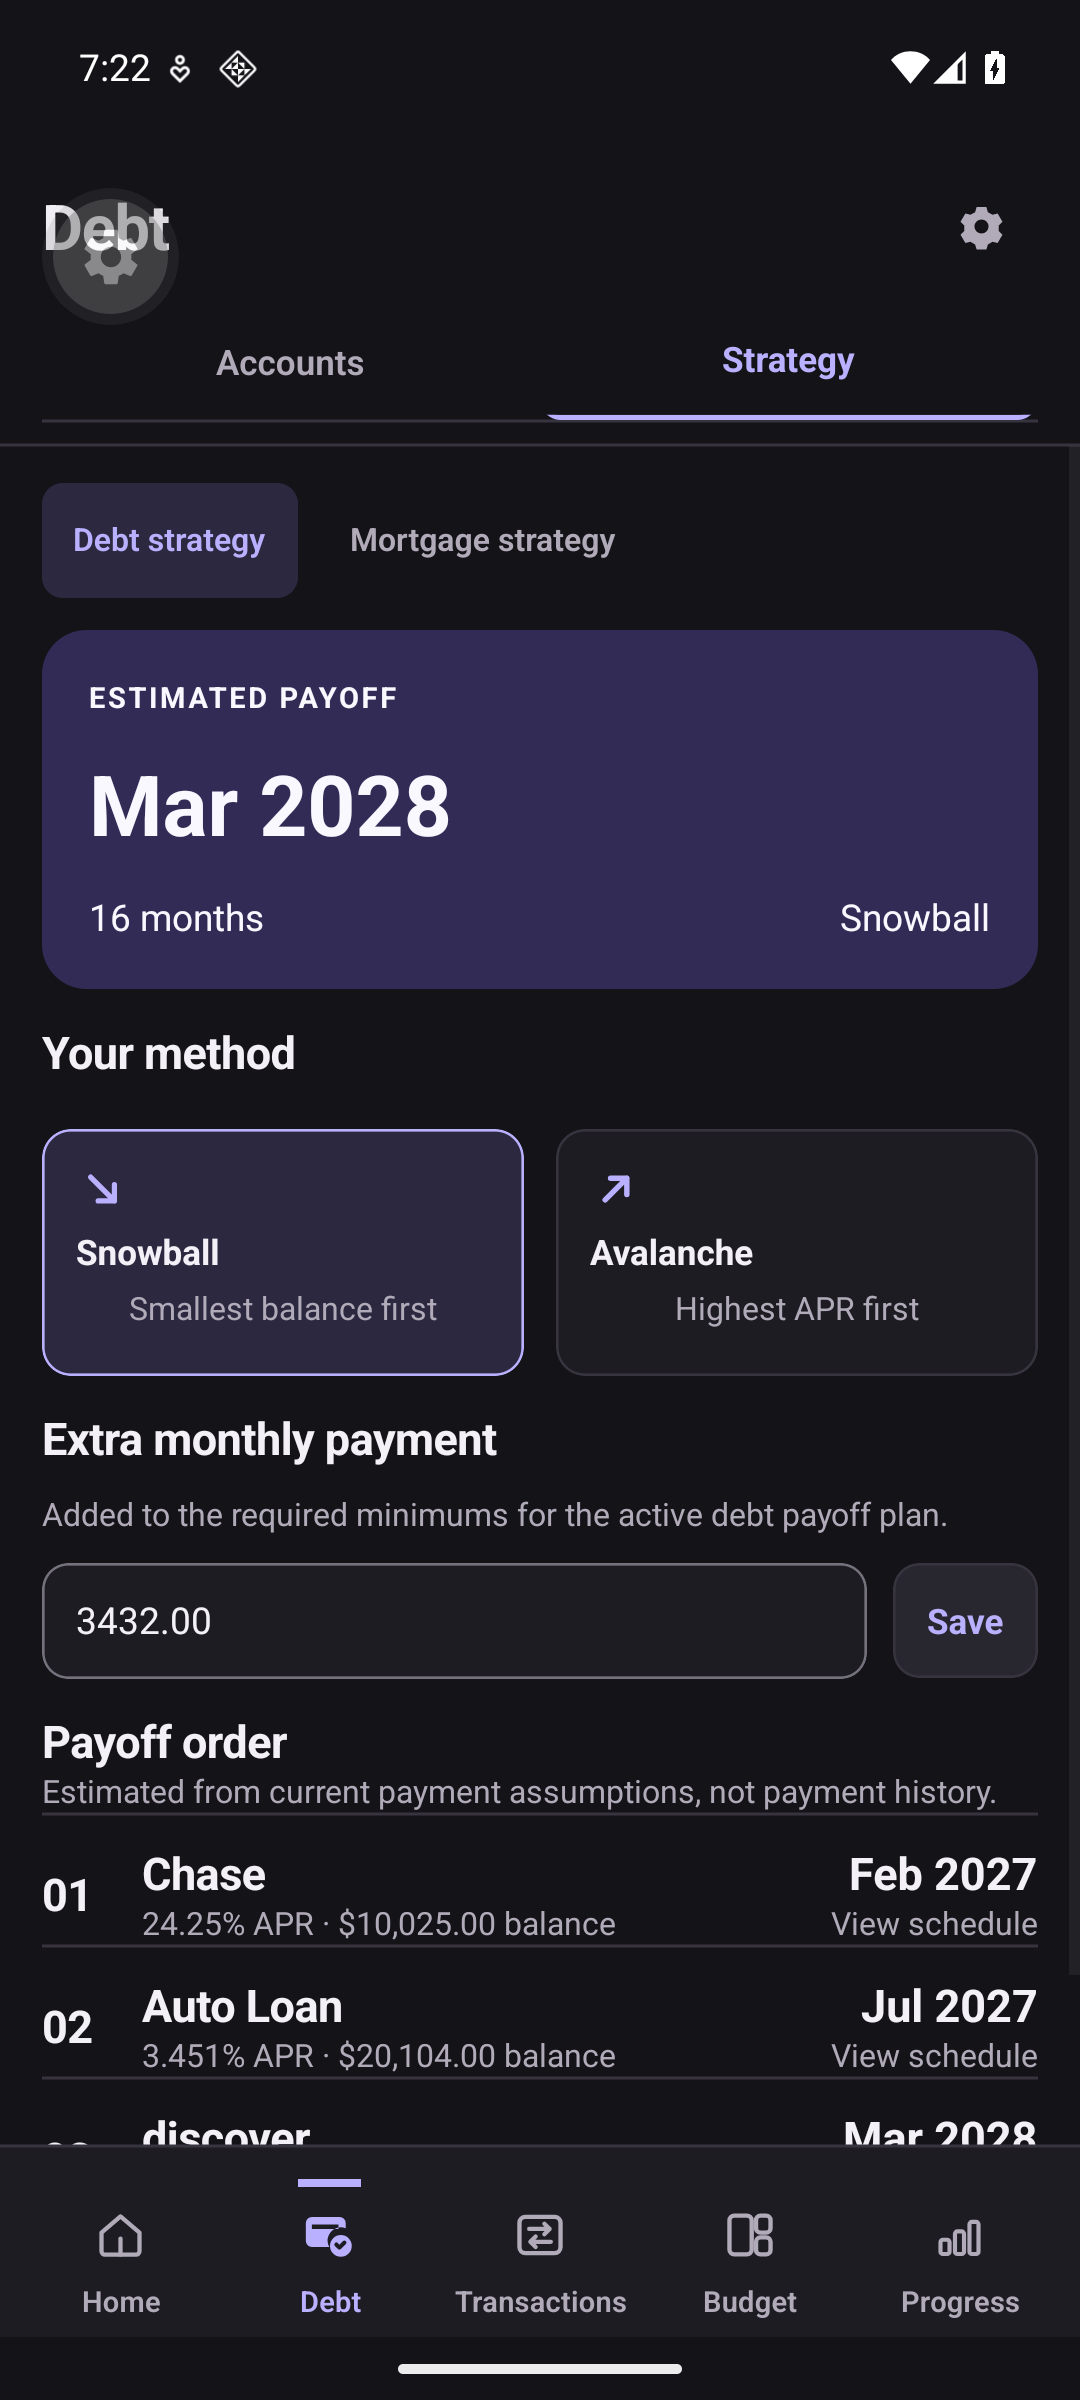 7:22
Debt
Accounts
Strategy
Debt strategy
Mortgage strategy
ESTIMATED PAYOFF
Mar 2028
16 months
Snowball
Your method
Snowball
Smallest balance first
Avalanche
Highest APR first
Extra monthly payment
Added to the required minimums for the active debt payoff plan.
3432.00
Save
Payoff order
Estimated from current payment assumptions, not payment history.
01
Chase
Feb 2027
24.25% APR · $10,025.00 balance
View schedule
02
Auto Loan
Jul 2027
3.451% APR · $20,104.00 balance
View schedule
discover
Mar 2028
Home
Debt
Transactions
Budget
Progress